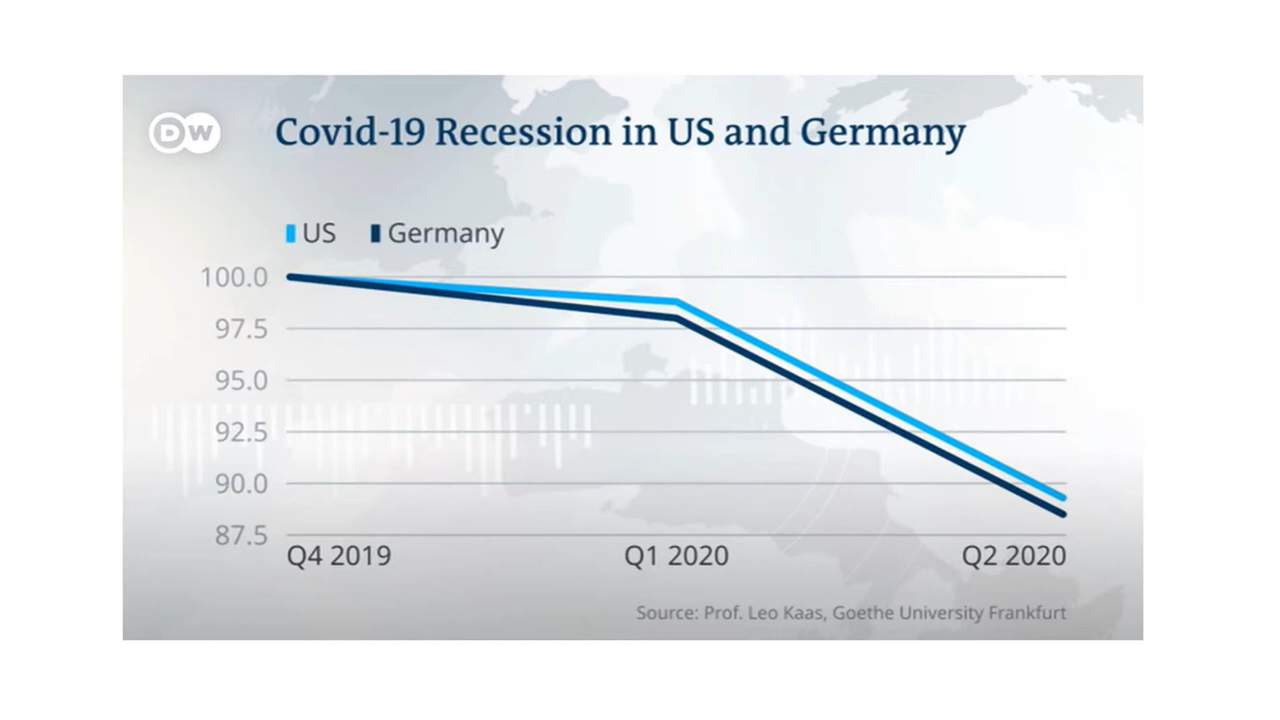 DW
Covid-19 Recession in US and Germany
US Germany
100.0
97.5
95.0
92.5
90.0
87.5
Q4 2019 Q1 2020 Q2 2020
Source: Prof. Leo Kaas, Goethe University Frankfurt